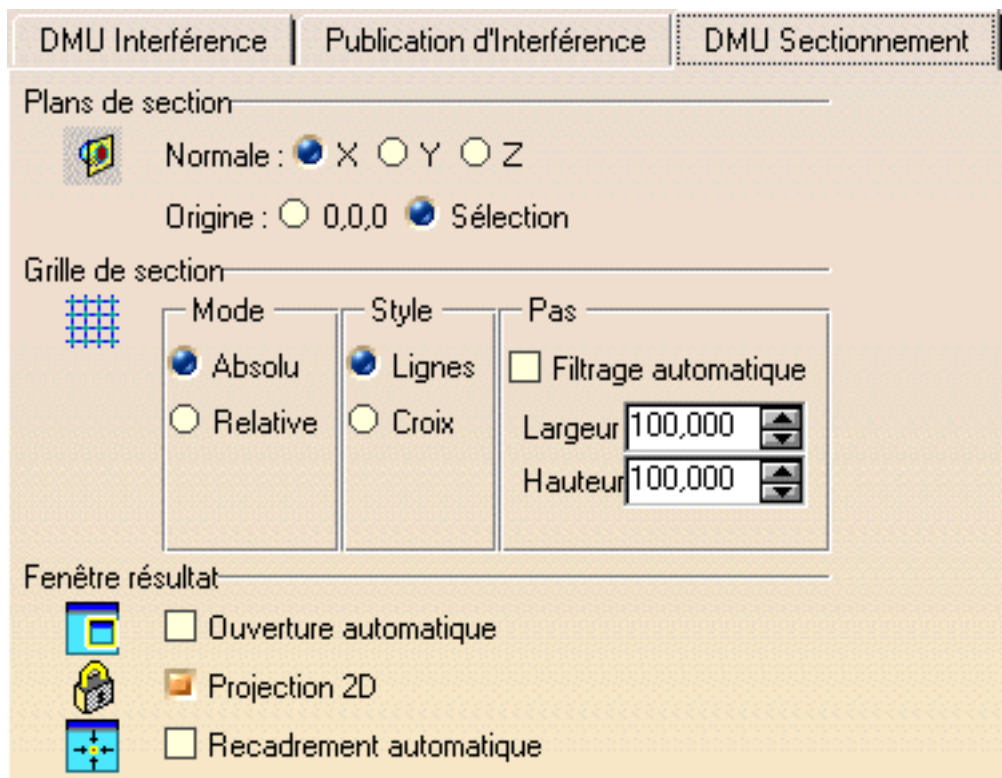 DMU Interférence Publication d'Interférence DMU Sectionnement
Plans de section
Normale : X Y Z
Origine : 0,0,0 Sélection
Grille de section
Mode Style Pas
Absolu Lignes Filtrage automatique
Relative Croix Largeur 100,000
Hauteur 100,000
Fenêtre résultat
Ouverture automatique
Projection 2D
Recadrement automatique